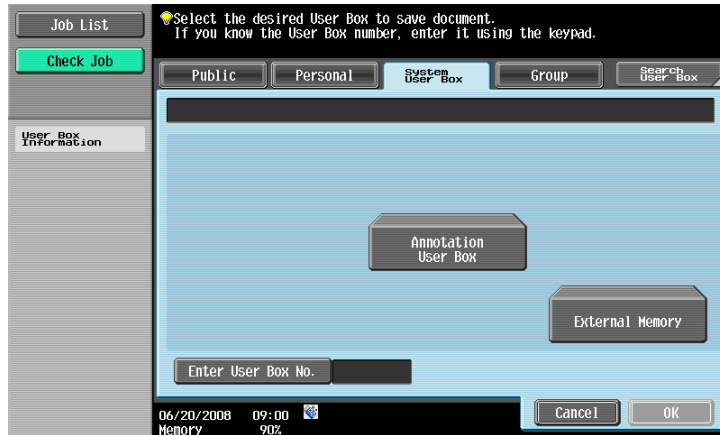 Job List
Check Job
User Box
Information
Select the desired User Box to save document.
If you know the User Box number, enter it using the keypad.
Public
Personal
System
User Box
Group
Search
User Box
Annotation
User Box
External Memory
Enter User Box No.
06/20/2008 09:00
Memory 90%
Cancel
OK